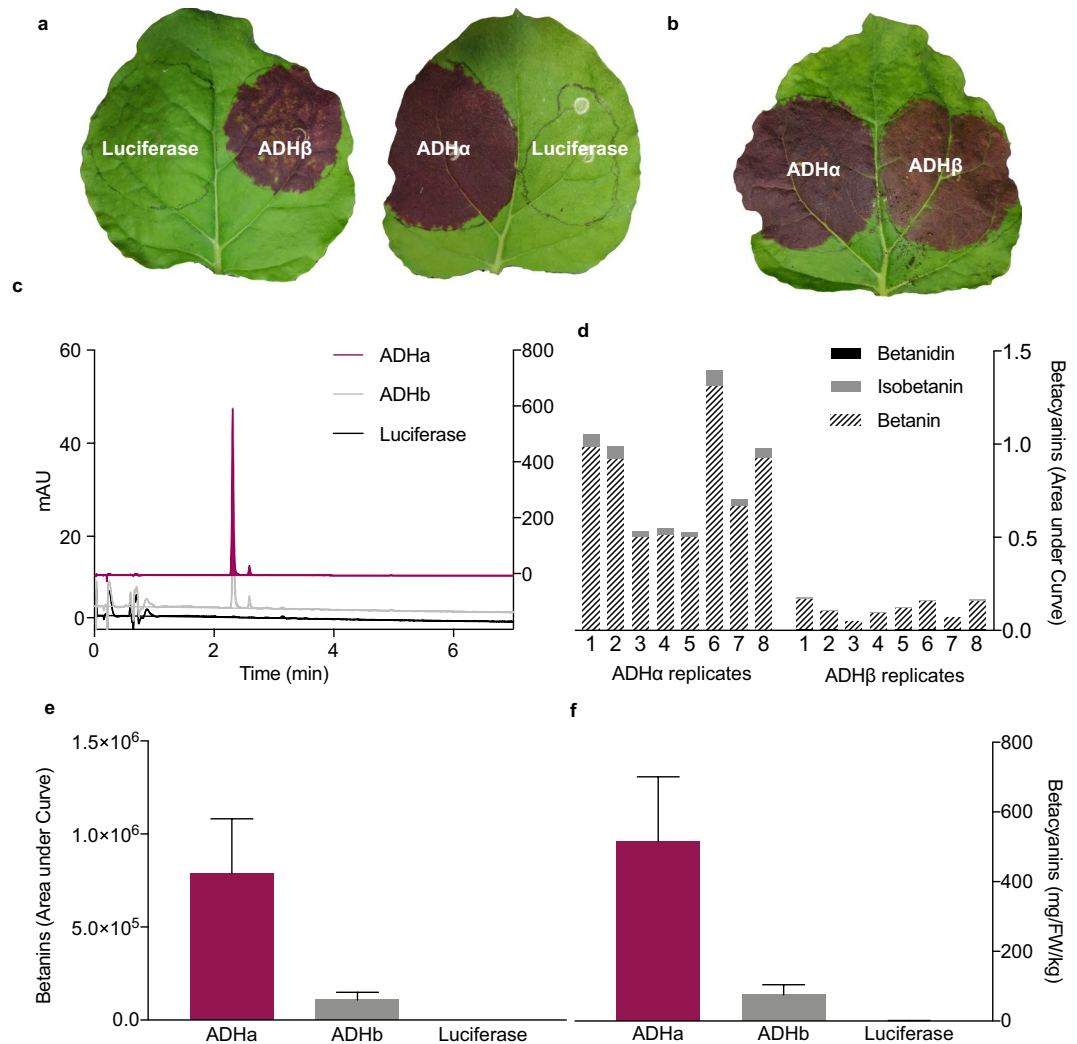 a
b
Luciferase
ADHβ
ADHα
Luciferase
ADHα
ADHβ
c
60
40
20
0
mAU
800
600
400
200
0
ADHa
ADHb
Luciferase
0
2
4
6
Time (min)
d
Betanidin
Isobetanin
Betanin
1.5
1.0
0.5
0.0
Betacyanins (Area under Curve)
1 2 3 4 5 6 7 8
1 2 3 4 5 6 7 8
ADHα replicates
ADHβ replicates
e
1.5×10⁶
1.0×10⁶
5.0×10⁵
0.0
Betanins (Area under Curve)
ADHa
ADHb
Luciferase
f
800
600
400
200
0
Betacyanins (mg/FW/kg)
ADHa
ADHb
Luciferase